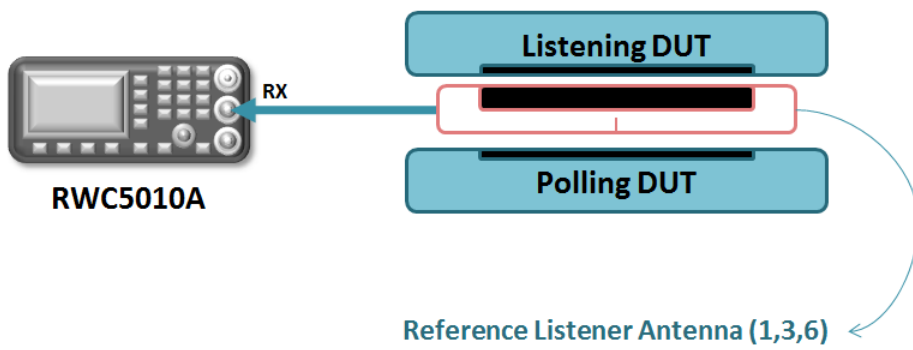 Listening DUT
RX
RWC5010A
Polling DUT
Reference Listener Antenna (1,3,6)